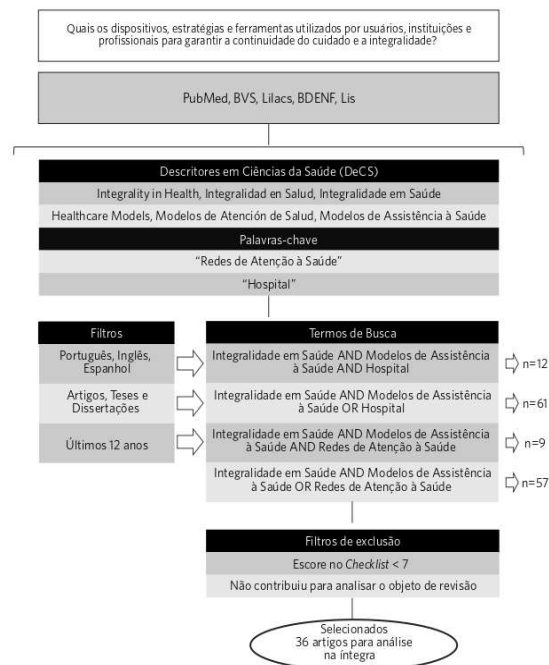 Quais os dispositivos, estratégias e ferramentas utilizados por usuários, instituições e
profissionais para garantir a continuidade do cuidado e a integralidade?
PubMed, BVS, Lilacs, BDENF, Lis
Descritores em Ciências da Saúde (DeCS)
Integrality in Health, Integralidad en Salud, Integralidade em Saúde
Healthcare Models, Modelos de Atención de Salud, Modelos de Assistência à Saúde
Palavras-chave
“Redes de Atenção à Saúde”
“Hospital”
Filtros
Português, Inglês,
Espanhol
Artigos, Teses e
Dissertações
Últimos 12 anos
Termos de Busca
Integralidade em Saúde AND Modelos de Assistência
à Saúde AND Hospital
n=12
Integralidade em Saúde AND Modelos de Assistência
à Saúde OR Hospital
n=61
Integralidade em Saúde AND Modelos de Assistência
à Saúde AND Redes de Atenção à Saúde
n=9
Integralidade em Saúde AND Modelos de Assistência
à Saúde OR Redes de Atenção à Saúde
n=57
Filtros de exclusão
Escore no Checklist < 7
Não contribuiu para analisar o objeto de revisão
Selecionados
36 artigos para análise
na íntegra